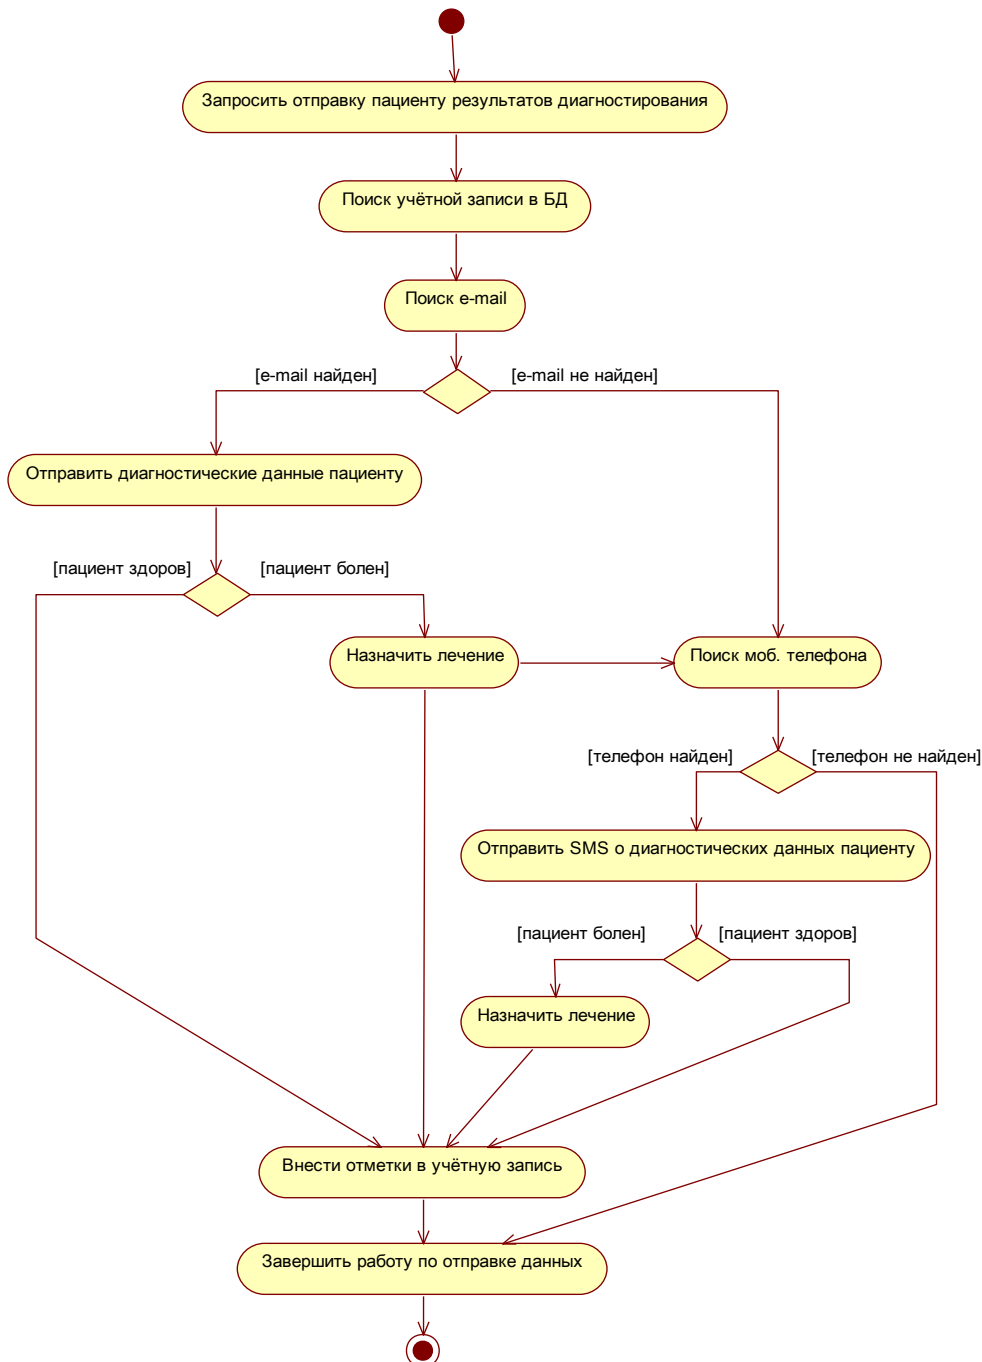 Запросить отправку пациенту результатов диагностирования
Поиск учётной записи в БД
Поиск e-mail
[e-mail найден]
[e-mail не найден]
Отправить диагностические данные пациенту
[пациент здоров]
[пациент болен]
Назначить лечение
Поиск моб. телефона
[телефон найден]
[телефон не найден]
Отправить SMS о диагностических данных пациенту
[пациент болен]
[пациент здоров]
Назначить лечение
Внести отметки в учётную запись
Завершить работу по отправке данных